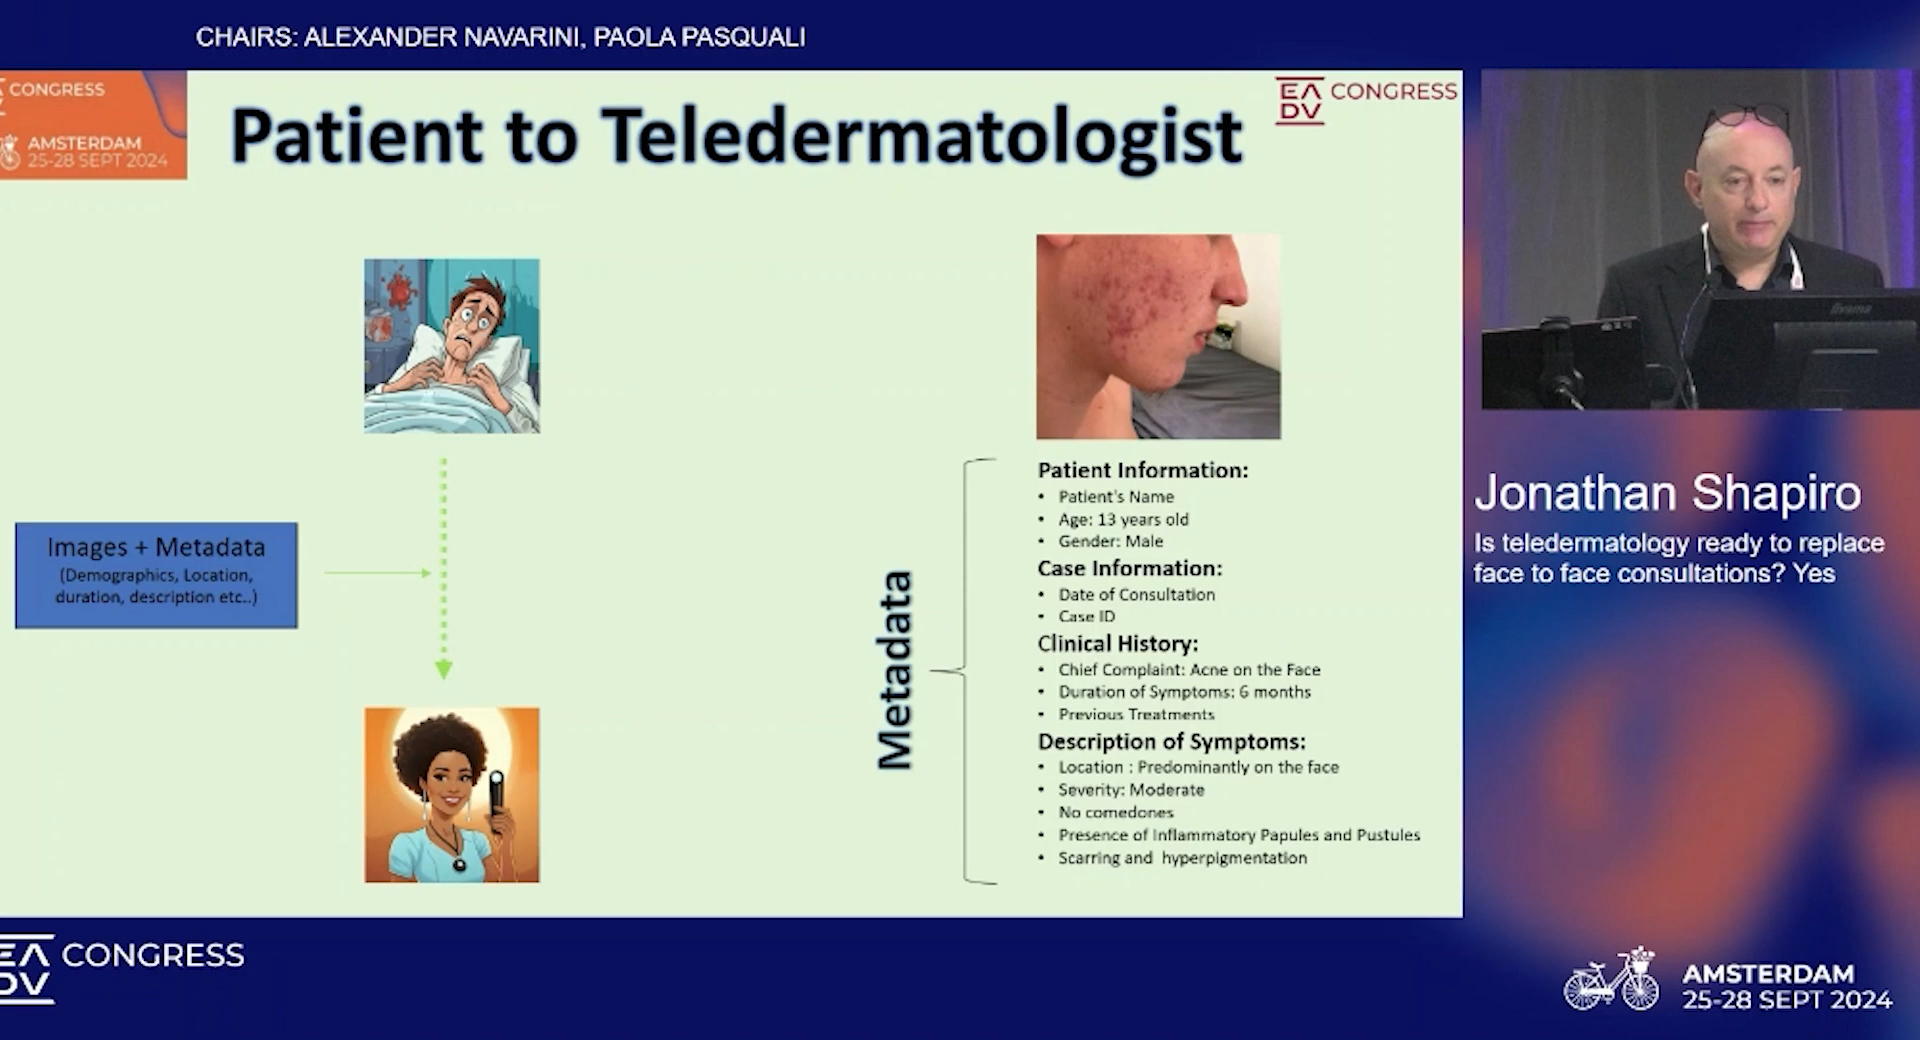 CHAIRS: ALEXANDER NAVARINI, PAOLA PASQUALI
CONGRESS
AMSTERDAM
25-28 SEPT 2024
Patient to Teledermatologist
EADV CONGRESS
Images + Metadata
(Demographics, Location,
duration, description etc..)
Metadata
Patient Information:
• Patient's Name
• Age: 13 years old
• Gender: Male
Case Information:
• Date of Consultation
• Case ID
Clinical History:
• Chief Complaint: Acne on the Face
• Duration of Symptoms: 6 months
• Previous Treatments
Description of Symptoms:
• Location : Predominantly on the face
• Severity: Moderate
• No comedones
• Presence of Inflammatory Papules and Pustules
• Scarring and hyperpigmentation
iiyama
Jonathan Shapiro
Is teledermatology ready to replace
face to face consultations? Yes
EADV CONGRESS
AMSTERDAM
25-28 SEPT 2024